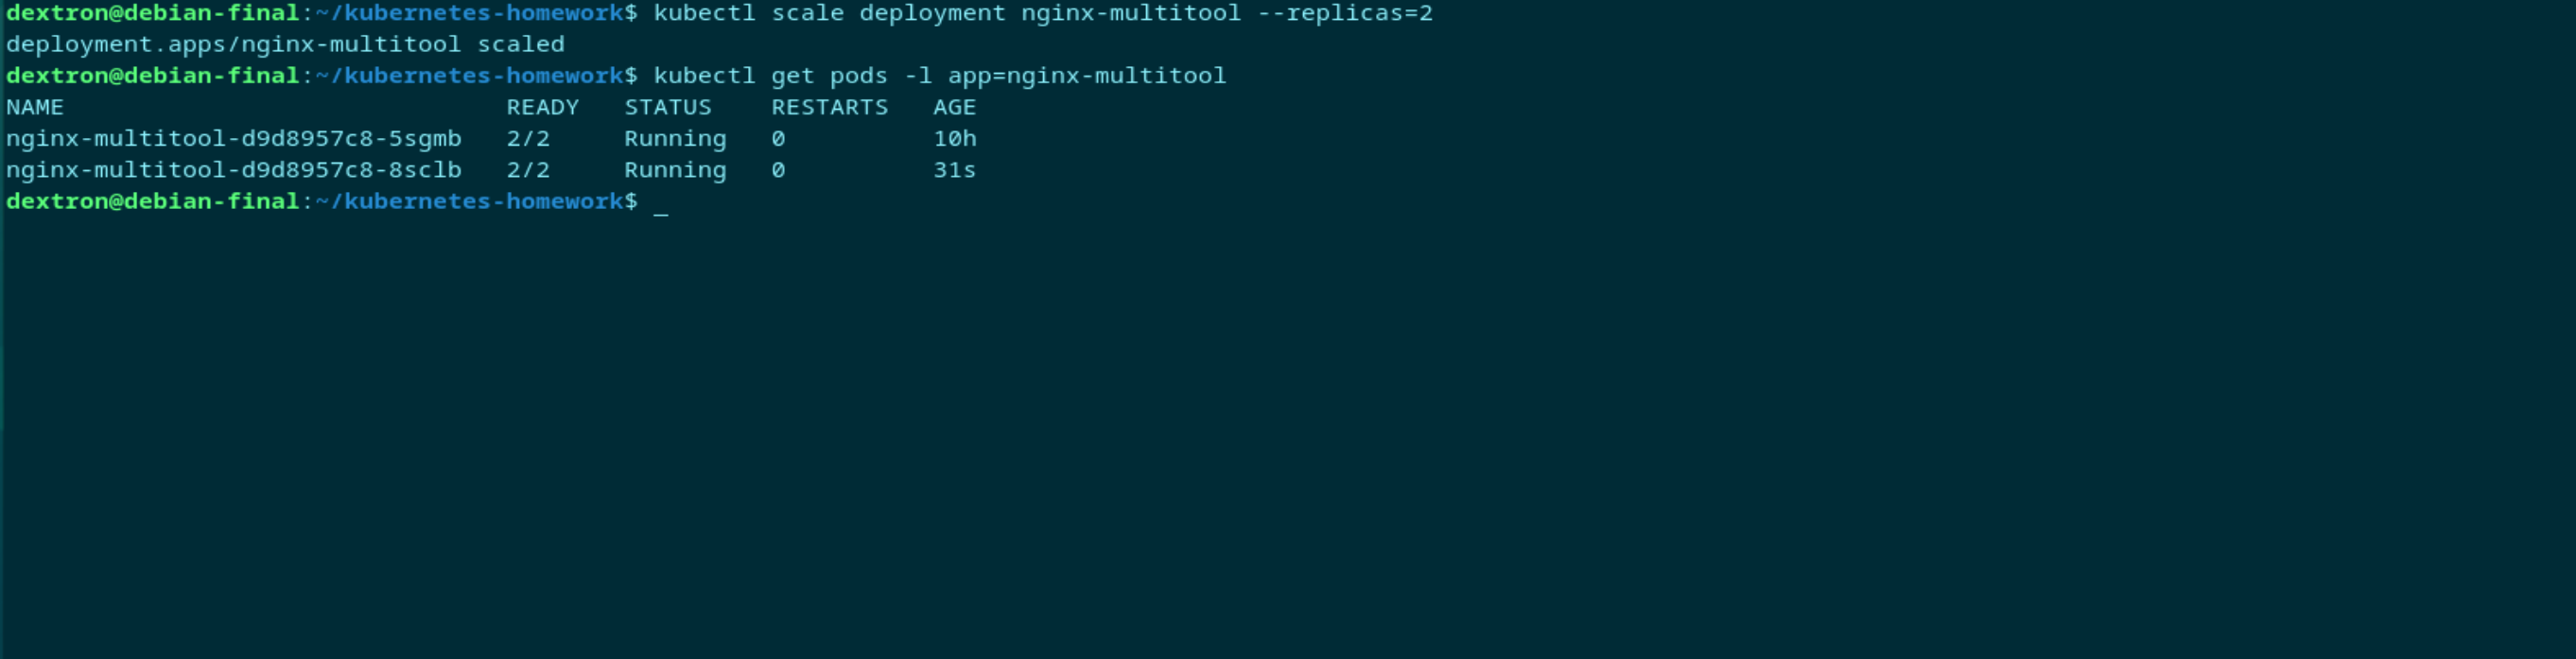 dextron@debian-final:~/kubernetes-homework$ kubectl scale deployment nginx-multitool --replicas=2
deployment.apps/nginx-multitool scaled
dextron@debian-final:~/kubernetes-homework$ kubectl get pods -l app=nginx-multitool
NAME                              READY   STATUS    RESTARTS   AGE
nginx-multitool-d9d8957c8-5sgmb   2/2     Running   0          10h
nginx-multitool-d9d8957c8-8sclb   2/2     Running   0          31s
dextron@debian-final:~/kubernetes-homework$ _